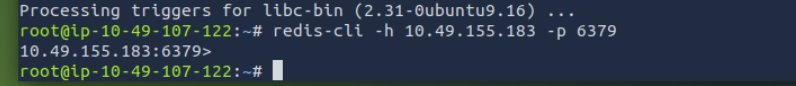 Processing triggers for libc-bin (2.31-0ubuntu9.16) ...
root@ip-10-49-107-122:~# redis-cli -h 10.49.155.183 -p 6379
10.49.155.183:6379>
root@ip-10-49-107-122:~#